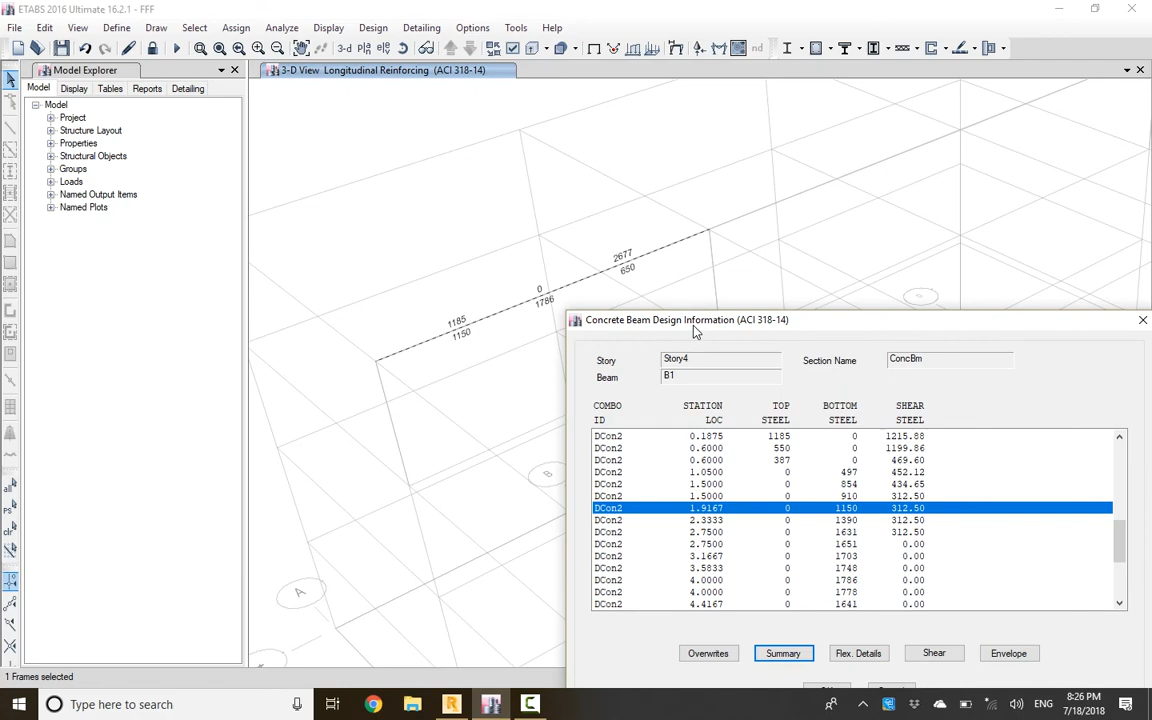 ETABS 2016 Ultimate 16.2.1 - FFF
File Edit View Define Draw Select Assign Analyze Display Design Detailing Options Tools Help
3-d
nd
Model Explorer
3-D View Longitudinal Reinforcing (ACI 318-14)
Model Display Tables Reports Detailing
Model
Project
Structure Layout
Properties
Structural Objects
Groups
Loads
Named Output Items
Named Plots
all
PS
clr
2677
650
0
1786
1185
1150
B
A
Concrete Beam Design Information (ACI 318-14)
Story Story4 Section Name ConcBm
Beam B1
COMBO STATION TOP BOTTOM SHEAR
ID LOC STEEL STEEL STEEL
DCon2 0.1875 1185 0 1215.88
DCon2 0.6000 550 0 1199.86
DCon2 0.6000 387 0 469.60
DCon2 1.0500 0 497 452.12
DCon2 1.5000 0 854 434.65
DCon2 1.5000 0 910 312.50
DCon2 1.9167 0 1150 312.50
DCon2 2.3333 0 1390 312.50
DCon2 2.7500 0 1631 312.50
DCon2 2.7500 0 1651 0.00
DCon2 3.1667 0 1703 0.00
DCon2 3.5833 0 1748 0.00
DCon2 4.0000 0 1786 0.00
DCon2 4.0000 0 1778 0.00
DCon2 4.4167 0 1641 0.00
Overwrites Summary Flex. Details Shear Envelope
1 Frames selected
Type here to search
ENG
8:26 PM
7/18/2018